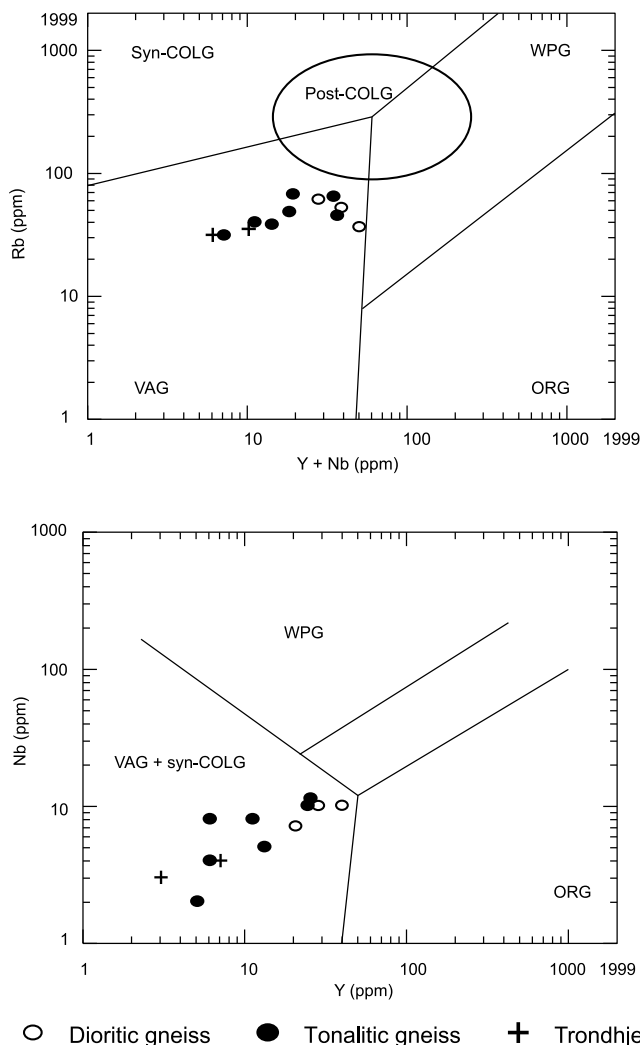 1999
1000
Syn-COLG
WPG
Post-COLG
100
Rb (ppm)
10
VAG
ORG
1
1
10
100
1000
1999
Y + Nb (ppm)
1000
WPG
100
Nb (ppm)
VAG + syn-COLG
10
ORG
1
1
10
100
1000
1999
Y (ppm)
Dioritic gneiss
Tonalitic gneiss
Trondhje